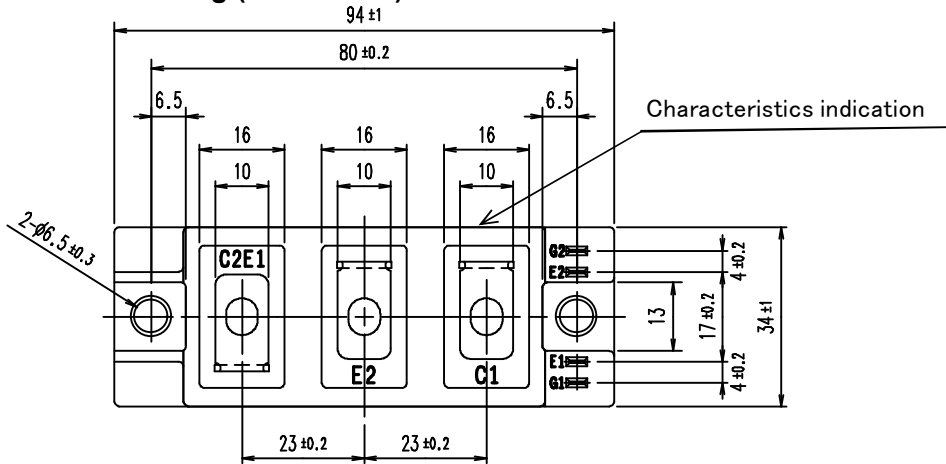 94 ±1
80 ±0.2
6.5
6.5
Characteristics indication
16
16
16
10
10
10
2-ø6.5 ±0.3
C2E1
G2
E2
4 ±0.2
13
17 ±0.2
34 ±1
E1
G1
4 ±0.2
E2
C1
23 ±0.2
23 ±0.2